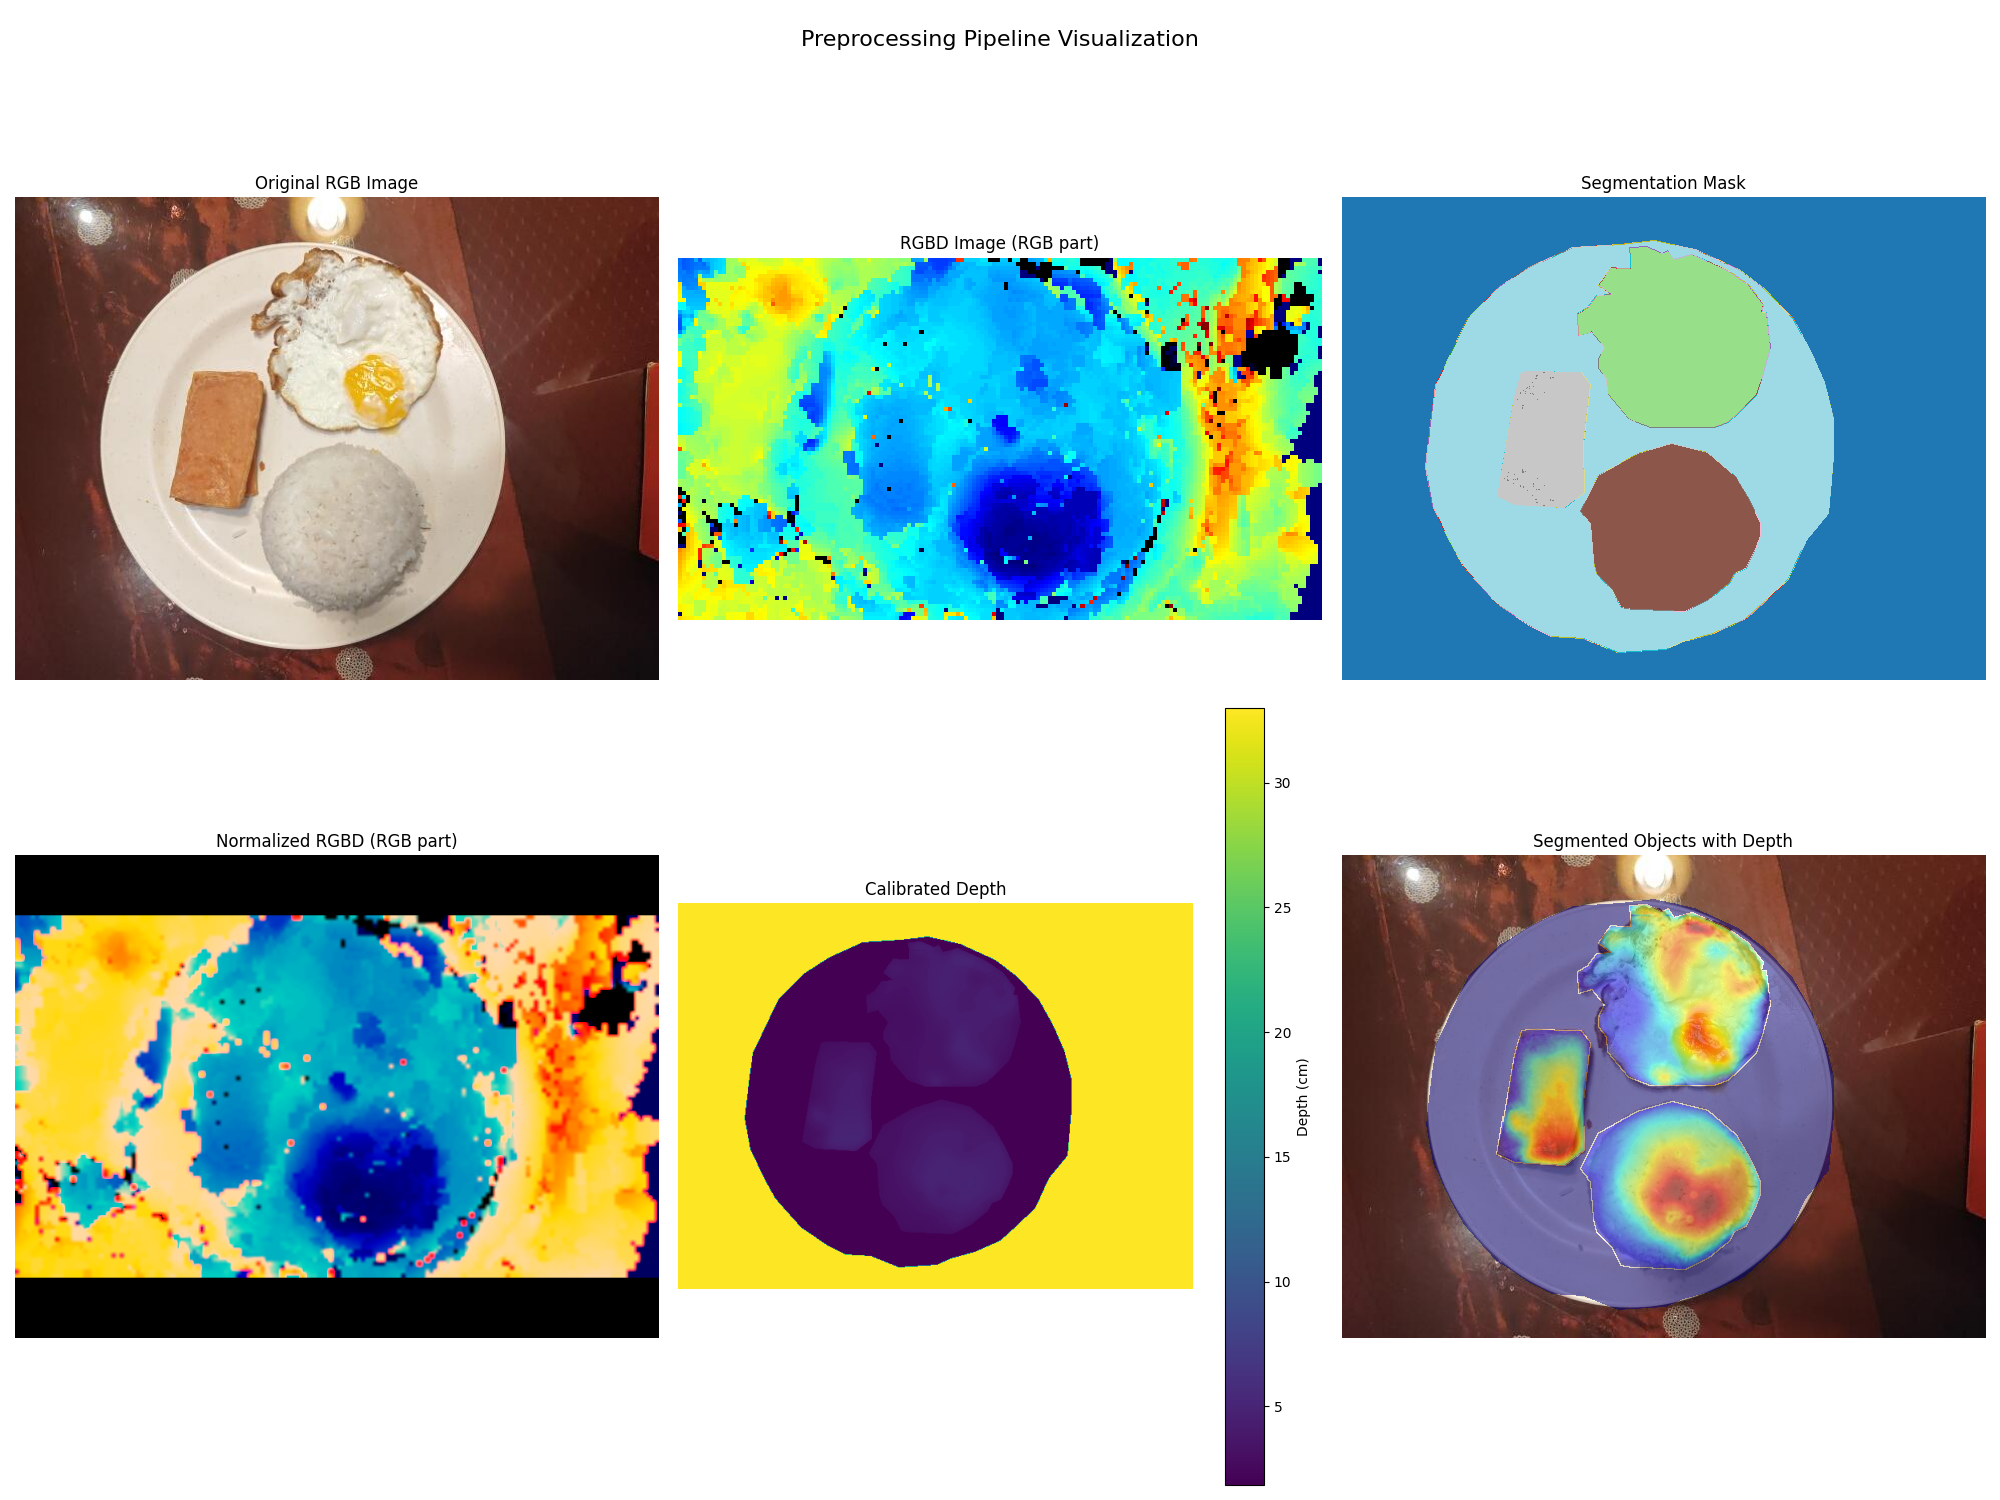 Preprocessing Pipeline Visualization
Original RGB Image
RGBD Image (RGB part)
Segmentation Mask
Normalized RGBD (RGB part)
Calibrated Depth
30
25
20
15
10
5
Depth (cm)
Segmented Objects with Depth